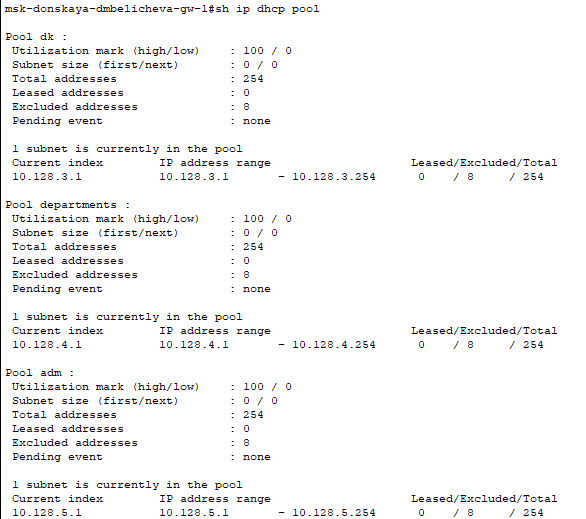 msk-donskaya-dmbelicheva-gw-1#sh ip dhcp pool
Pool dk :
Utilization mark (high/low) : 100 / 0
Subnet size (first/next) : 0 / 0
Total addresses : 254
Leased addresses : 0
Excluded addresses : 8
Pending event : none
1 subnet is currently in the pool
Current index IP address range Leased/Excluded/Total
10.128.3.1 10.128.3.1 - 10.128.3.254 0 / 8 / 254
Pool departments :
Utilization mark (high/low) : 100 / 0
Subnet size (first/next) : 0 / 0
Total addresses : 254
Leased addresses : 0
Excluded addresses : 8
Pending event : none
1 subnet is currently in the pool
Current index IP address range Leased/Excluded/Total
10.128.4.1 10.128.4.1 - 10.128.4.254 0 / 8 / 254
Pool adm :
Utilization mark (high/low) : 100 / 0
Subnet size (first/next) : 0 / 0
Total addresses : 254
Leased addresses : 0
Excluded addresses : 8
Pending event : none
1 subnet is currently in the pool
Current index IP address range Leased/Excluded/Total
10.128.5.1 10.128.5.1 - 10.128.5.254 0 / 8 / 254